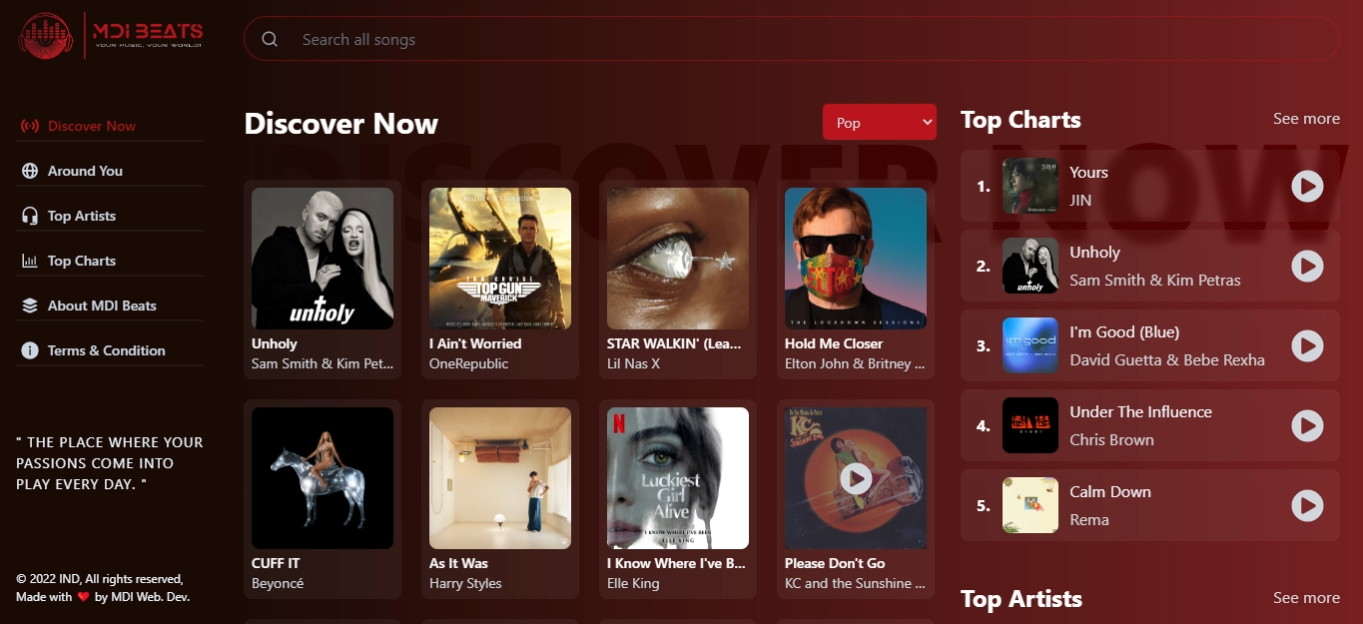 MDI BEATS
YOUR MUSIC, YOUR WORLD!
Search all songs
Discover Now
Around You
Top Artists
Top Charts
About MDI Beats
Terms & Condition
" THE PLACE WHERE YOUR
PASSIONS COME INTO
PLAY EVERY DAY. "
© 2022 IND, All rights reserved,
Made with ❤ by MDI Web. Dev.
Discover Now
Pop
DISCOVER NOW
unholy
Unholy
Sam Smith & Kim Pet...
TOM CRUISE
TOP GUN
MAVERICK
I Ain't Worried
OneRepublic
STAR WALKIN' (Lea...
Lil Nas X
THE LOCKDOWN SESSIONS
Hold Me Closer
Elton John & Britney ...
CUFF IT
Beyoncé
As It Was
Harry Styles
N
Luckiest
Girl
Alive
I KNOW WHERE I'VE BEEN
ELLE KING
I Know Where I've B...
Elle King
KC
Please Don't Go
KC and the Sunshine ...
Top Charts
See more
1.
Yours
JIN
2.
unholy
Unholy
Sam Smith & Kim Petras
3.
i'm good
I'm Good (Blue)
David Guetta & Bebe Rexha
4.
Under The Influence
Chris Brown
5.
Calm Down
Rema
Top Artists
See more